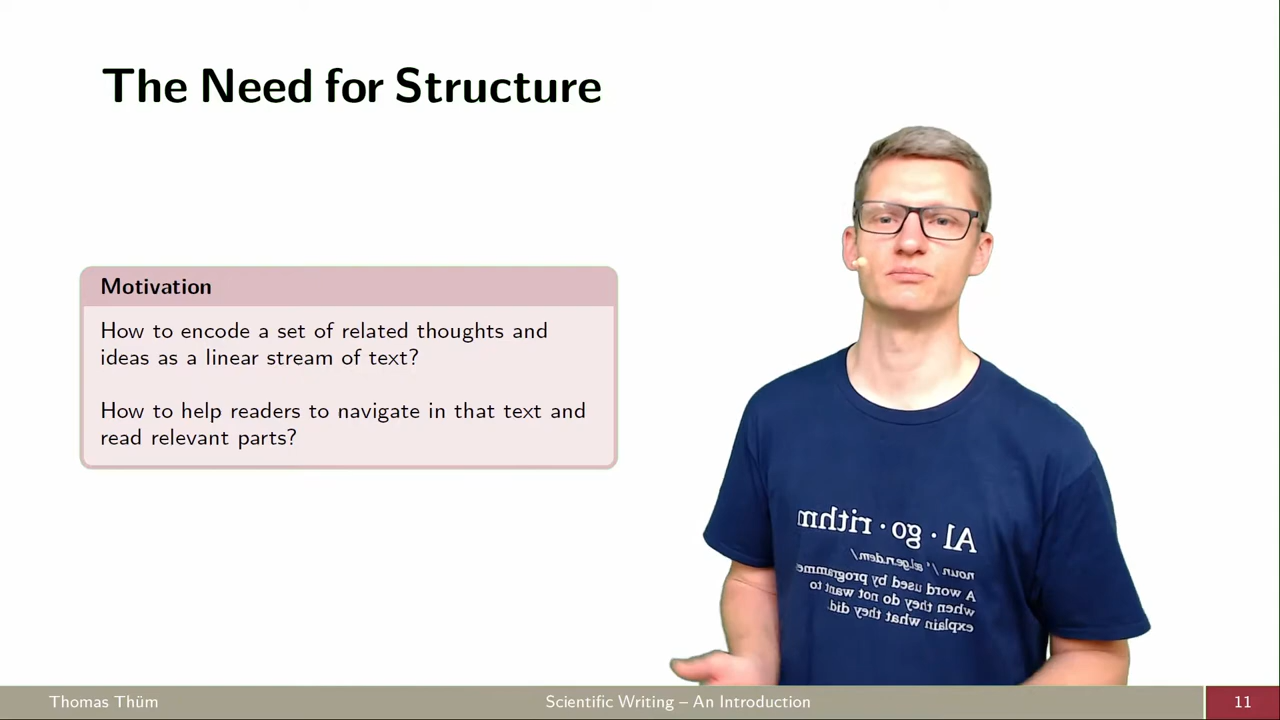 The Need for Structure
Motivation
How to encode a set of related thoughts and
ideas as a linear stream of text?
How to help readers to navigate in that text and
read relevant parts?
Al·go·rithm
noun
A word used by programme
when they do not want to
explain what they did.
Thomas Thüm
Scientific Writing – An Introduction
11